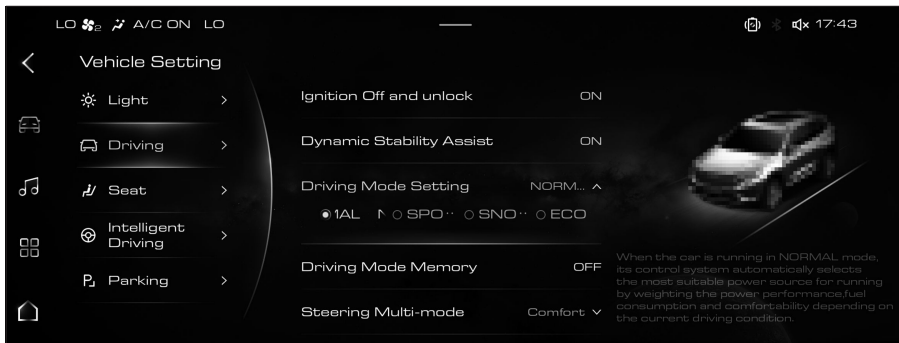 LO 2 A/C ON LO
17:43
Vehicle Setting
Light
Driving
Seat
Intelligent
Driving
Parking
Ignition Off and unlock ON
Dynamic Stability Assist ON
Driving Mode Setting NORM...
1AL N SPO·· SNO·· ECO
Driving Mode Memory OFF
Steering Multi-mode Comfort
When the car is running in NORMAL mode,
its control system automatically selects
the most suitable power source for running
by weighting the power performance,fuel
consumption and comfortability depending on
the current driving condition.